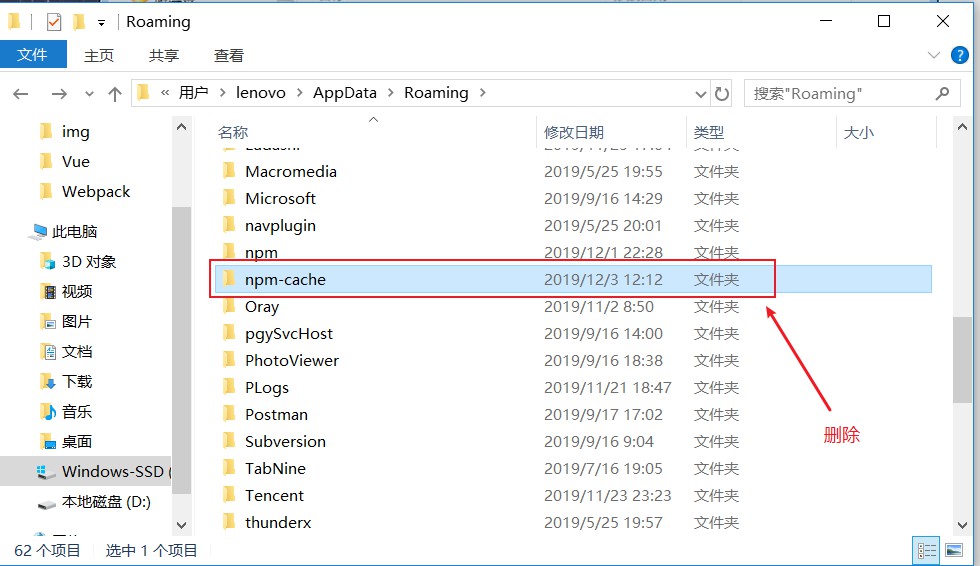 Roaming
文件 主页 共享 查看
« 用户 > lenovo > AppData > Roaming >
搜索"Roaming"
img
Vue
Webpack
此电脑
3D 对象
视频
图片
文档
下载
音乐
桌面
Windows-SSD (
本地磁盘 (D:)
名称 修改日期 类型 大小
Macromedia 2019/5/25 19:55 文件夹
Microsoft 2019/9/16 14:29 文件夹
navplugin 2019/5/25 20:01 文件夹
npm 2019/12/1 22:28 文件夹
npm-cache 2019/12/3 12:12 文件夹
Oray 2019/11/2 8:50 文件夹
pgySvcHost 2019/9/16 14:00 文件夹
PhotoViewer 2019/9/16 18:38 文件夹
PLogs 2019/11/21 18:47 文件夹
Postman 2019/9/17 17:02 文件夹
Subversion 2019/9/16 9:04 文件夹
TabNine 2019/7/16 19:05 文件夹
Tencent 2019/11/23 23:23 文件夹
thunderx 2019/5/25 19:57 文件夹
删除
62 个项目 选中 1 个项目